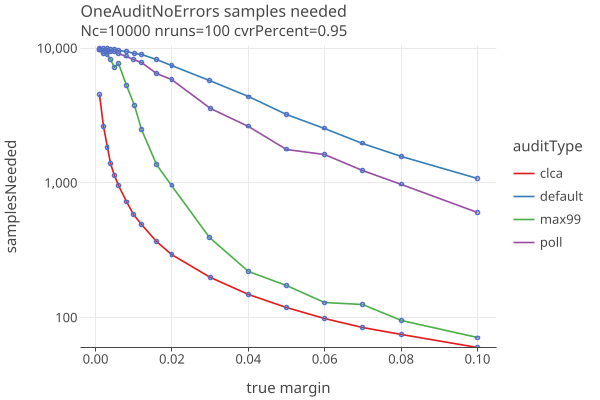 OneAuditNoErrors samples needed
Nc=10000 nruns=100 cvrPercent=0.95
10,000
1,000
100
samplesNeeded
0.00
0.02
0.04
0.06
0.08
0.10
true margin
auditType
clca
default
max99
poll